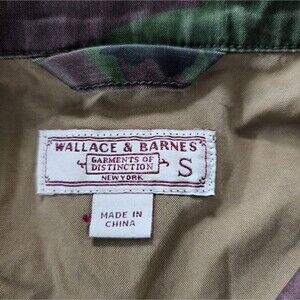 WALLACE & BARNES
GARMENTS OF
DISTINCTION
NEW YORK
S
MADE IN
CHINA